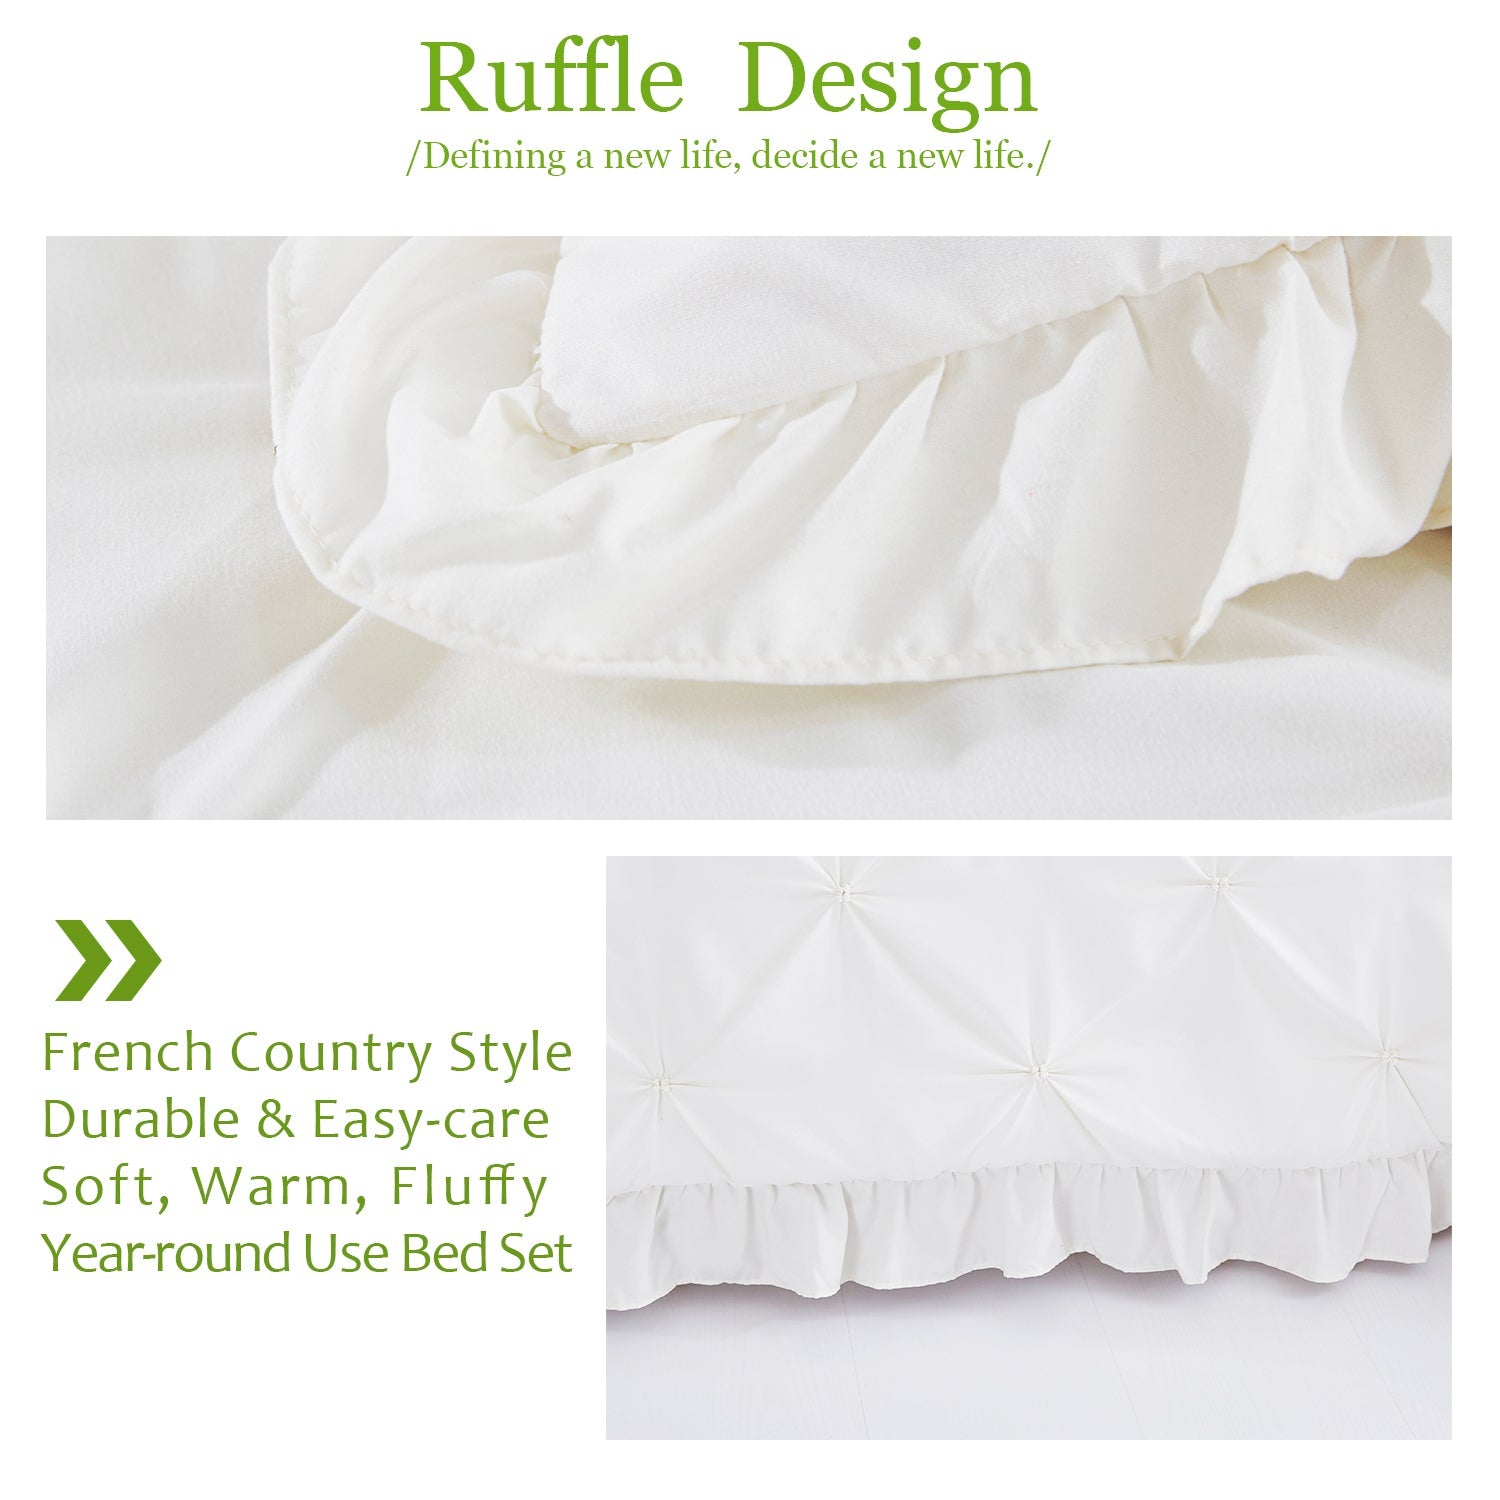 Ruffle Design
/Defining a new life, decide a new life./
French Country Style
Durable & Easy-care
Soft, Warm, Fluffy
Year-round Use Bed Set